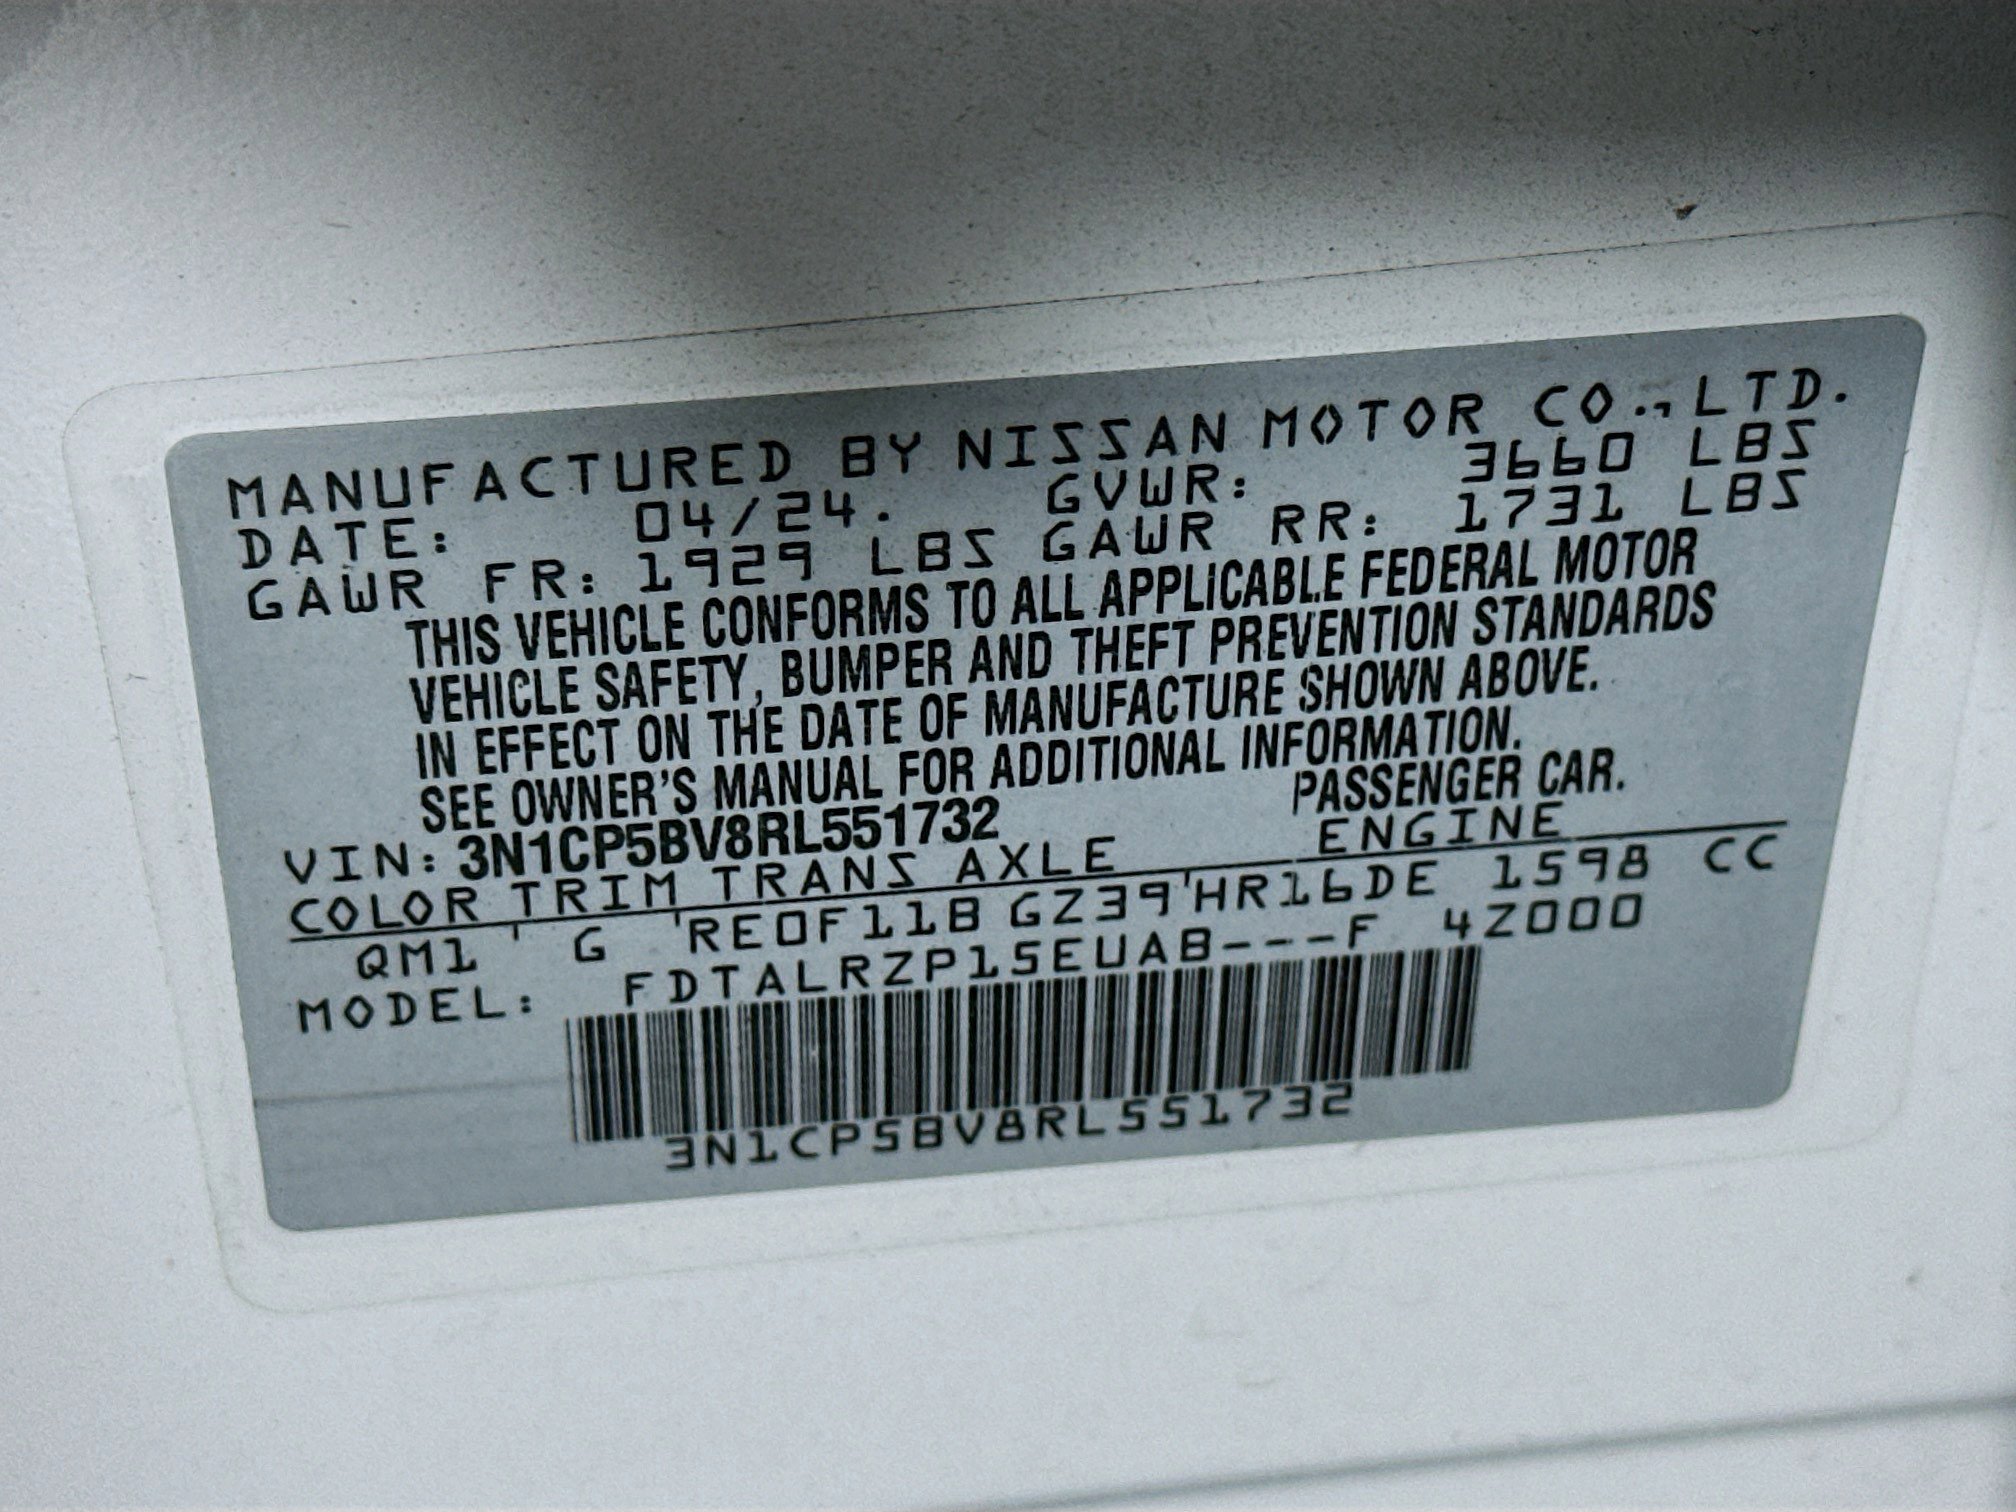 MANUFACTURED BY NISSAN MOTOR CO.,LTD.
DATE: 04/24. GVWR: 3660 LBS
GAWR FR: 1929 LBS GAWR RR: 1731 LBS
THIS VEHICLE CONFORMS TO ALL APPLICABLE FEDERAL MOTOR
VEHICLE SAFETY, BUMPER AND THEFT PREVENTION STANDARDS
IN EFFECT ON THE DATE OF MANUFACTURE SHOWN ABOVE.
SEE OWNER'S MANUAL FOR ADDITIONAL INFORMATION.
VIN: 3N1CP5BV8RL551732 PASSENGER CAR.
COLOR TRIM TRANS AXLE ENGINE
QM1 ' G 'RE0F11B GZ39'HR16DE 1598 CC
MODEL: FDTALRZP15EUAB---F 4Z000
3N1CP5BV8RL551732